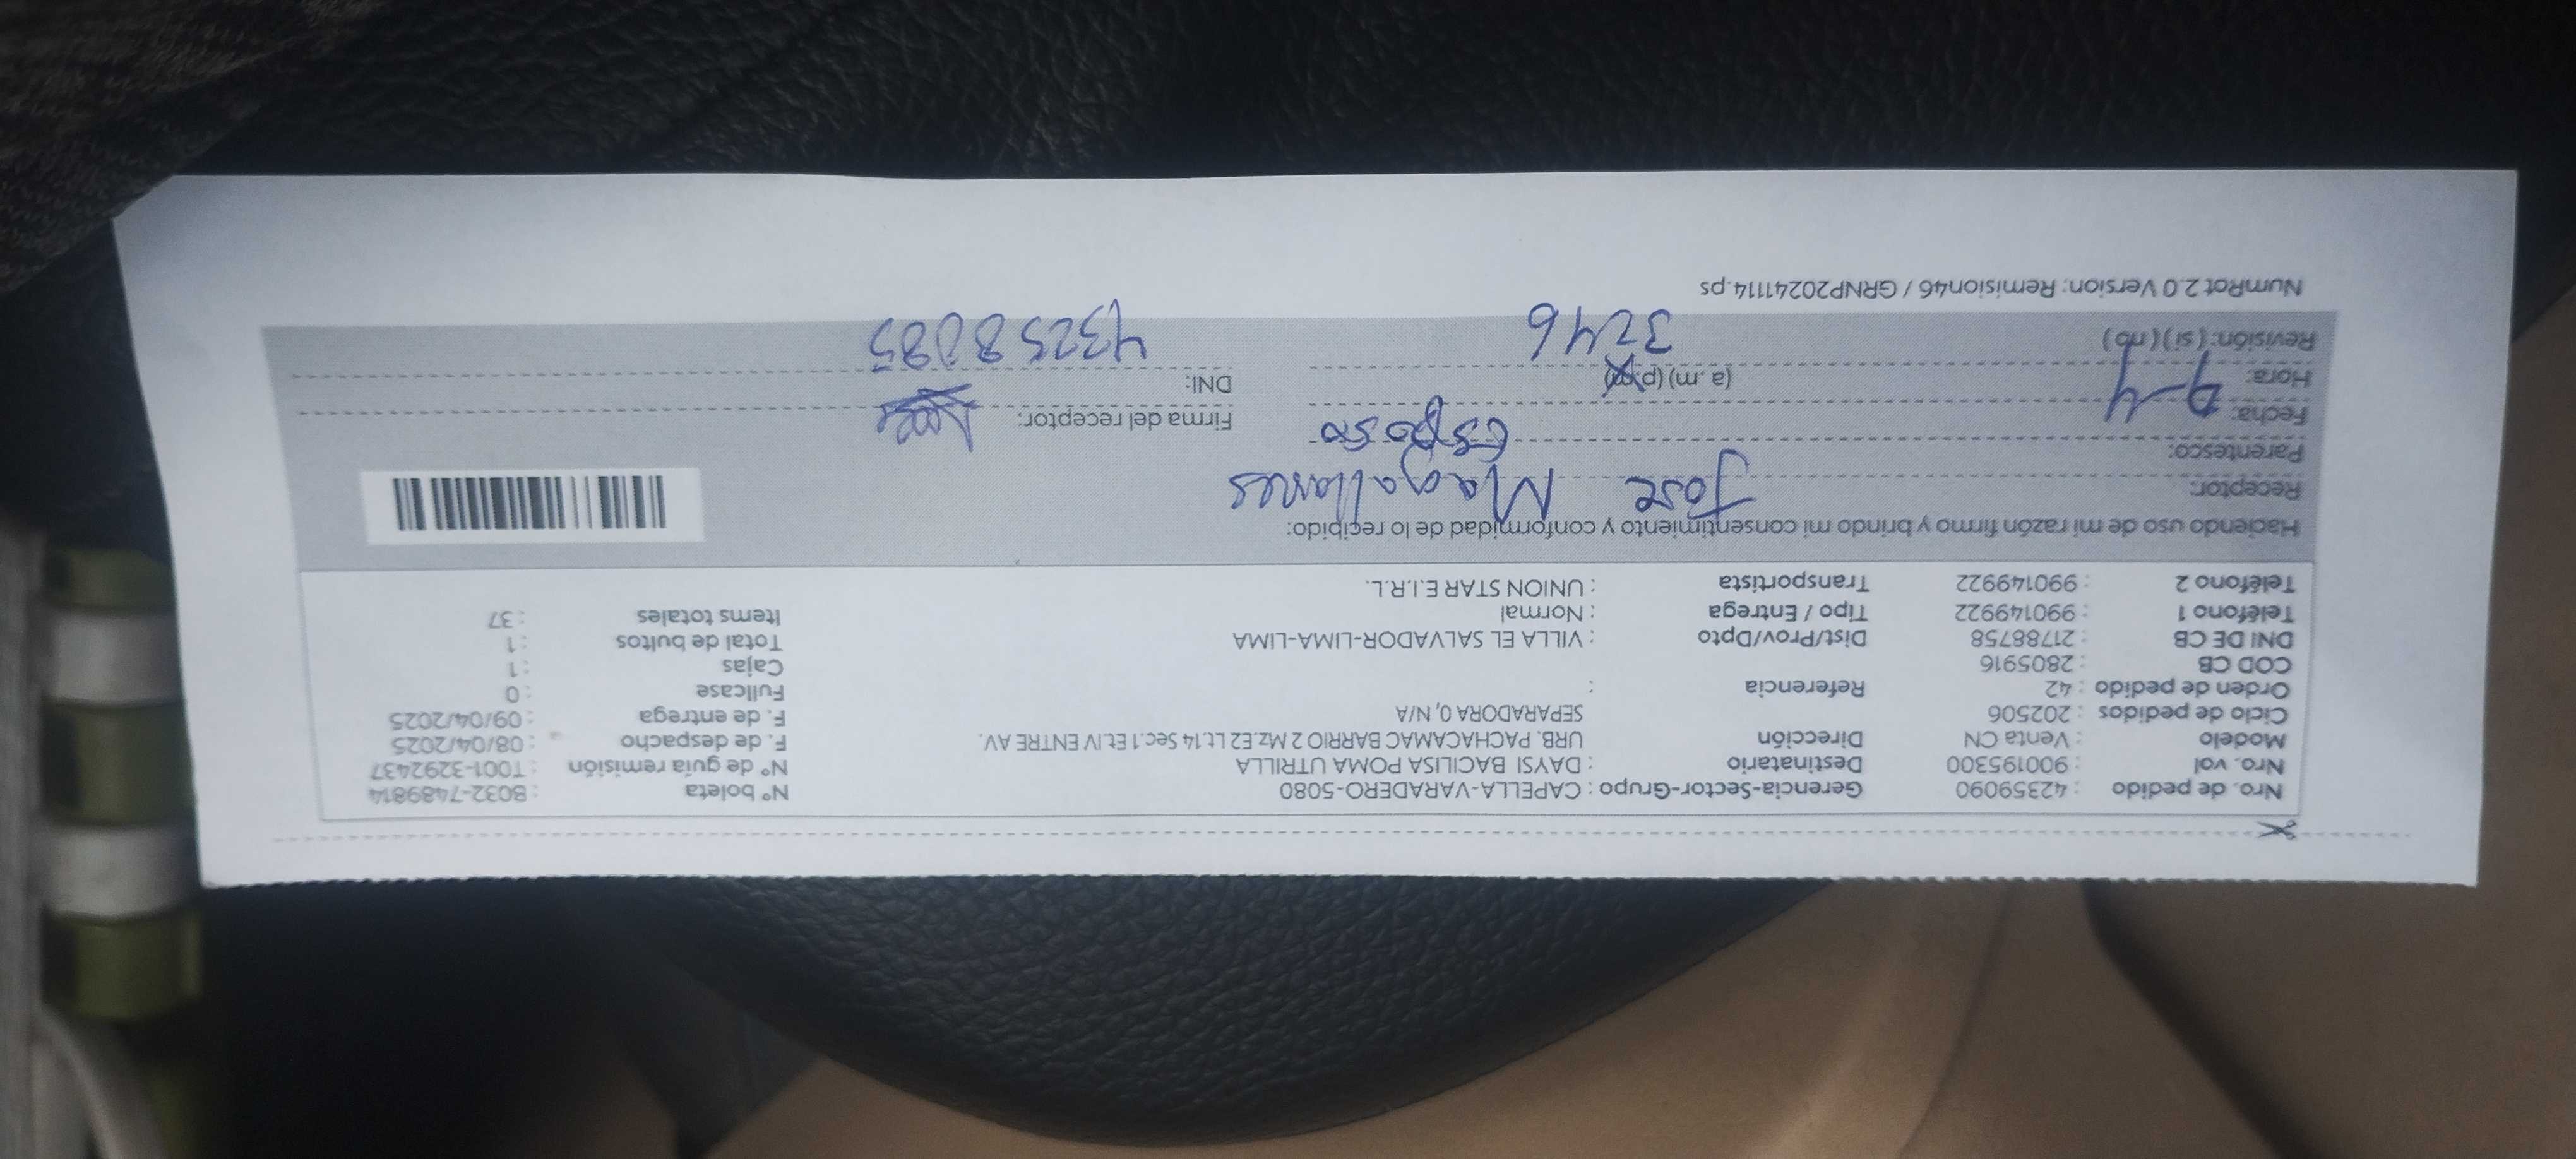 Nro. de pedido : 42359090 Gerencia-Sector-Grupo : CAPELLA-VARADERO-5080 N° boleta : B032-7489814
Nro. vol : 900195300 Destinatario : DAYSI BACILISA POMA UTRILLA N° de guía remisión : T001-3292437
Modelo : Venta CN Dirección URB. PACHACAMAC BARRIO 2 Mz.E2 Lt.14 Sec.1 Et.IV ENTRE AV. F. de despacho : 08/04/2025
Ciclo de pedidos : 202506 SEPARADORA 0, N/A F. de entrega : 09/04/2025
Orden de pedido : 42 Referencia : Fullcase : 0
COD CB : 2805916 Cajas : 1
DNI DE CB : 21788758 Dist/Prov/Dpto : VILLA EL SALVADOR-LIMA-LIMA Total de bultos : 1
Teléfono 1 : 990149922 Tipo / Entrega : Normal Items totales : 37
Teléfono 2 : 990149922 Transportista : UNION STAR E.I.R.L.
Haciendo uso de mi razón firmo y brindo mi consentimiento y conformidad de lo recibido:
Receptor: Jose Magallanes
Parentesco: Esposo
Fecha: 9-4 Firma del receptor:
Hora: (a. m.) (p.m) DNI:
Revisión: ( si ) ( no ) 3246 43258085
NumRot 2.0 Version: Remision46 / GRNP20241114.ps